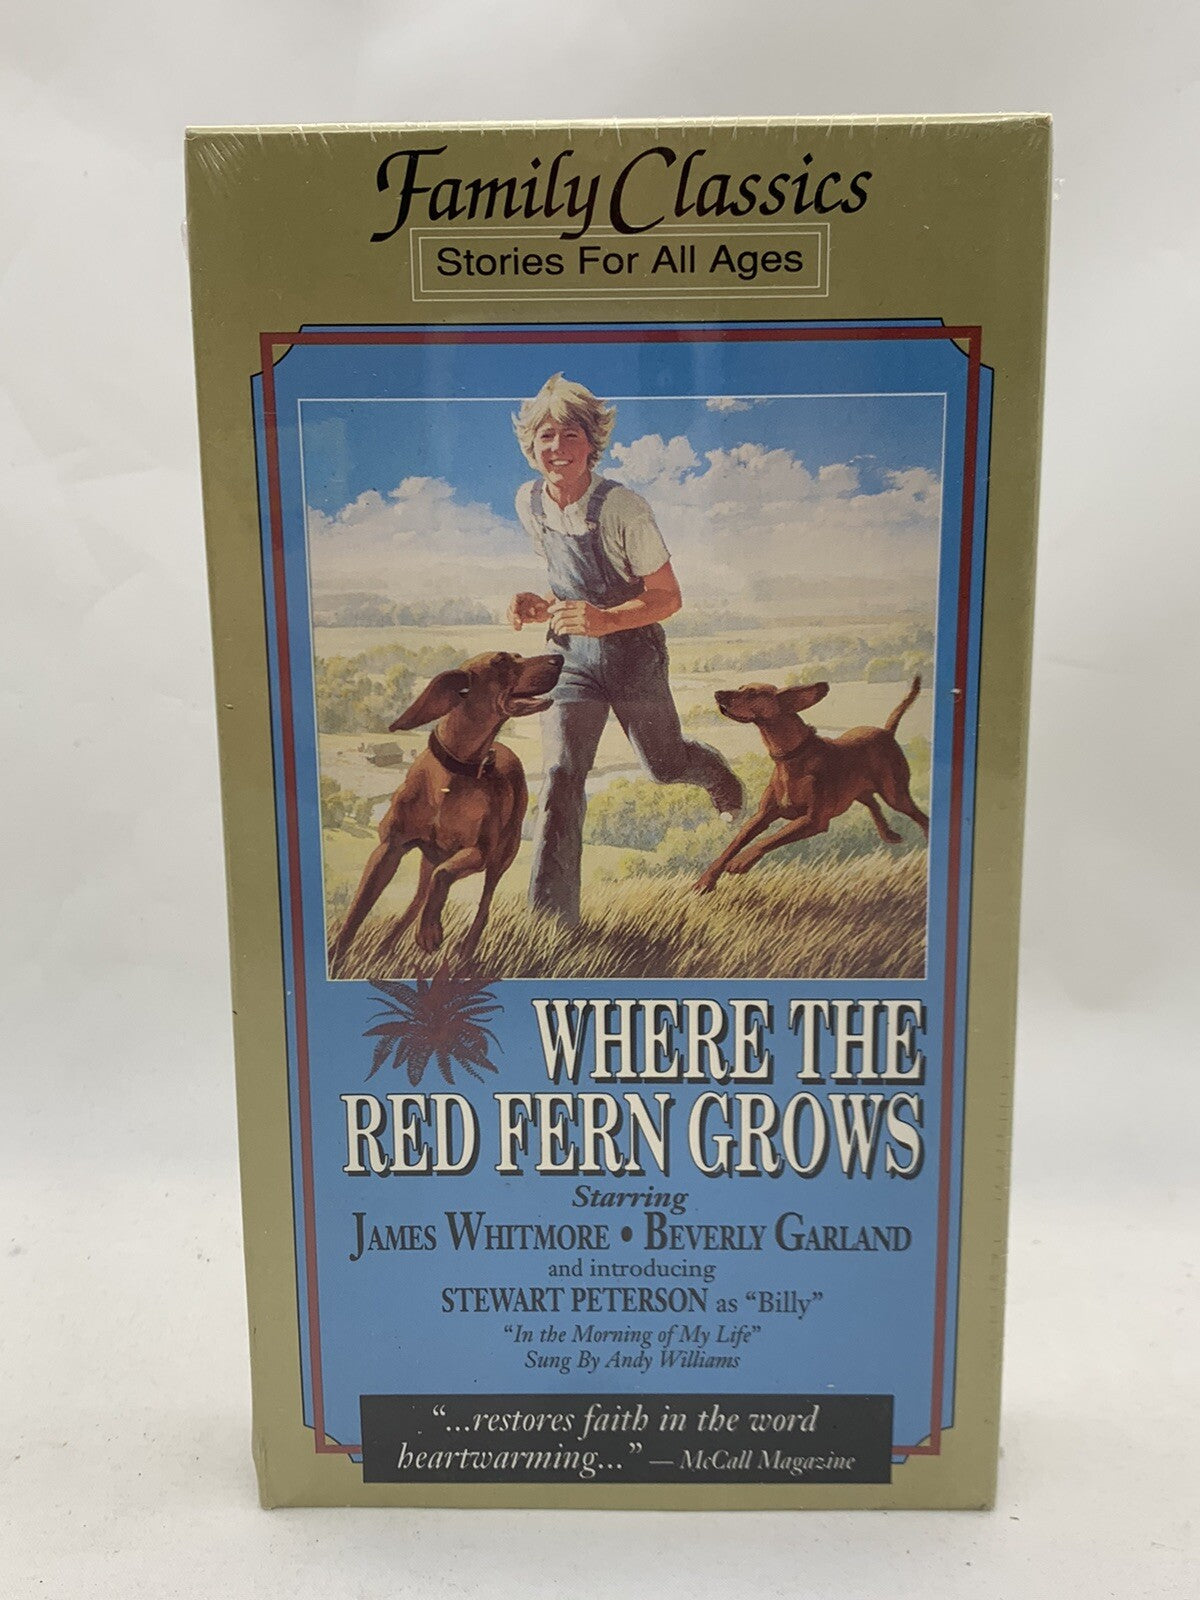 Family Classics
Stories For All Ages
WHERE THE
RED FERN GROWS
Starring
JAMES WHITMORE • BEVERLY GARLAND
and introducing
STEWART PETERSON as “Billy”
“In the Morning of My Life”
Sung By Andy Williams
“...restores faith in the word
heartwarming...” — McCall Magazine